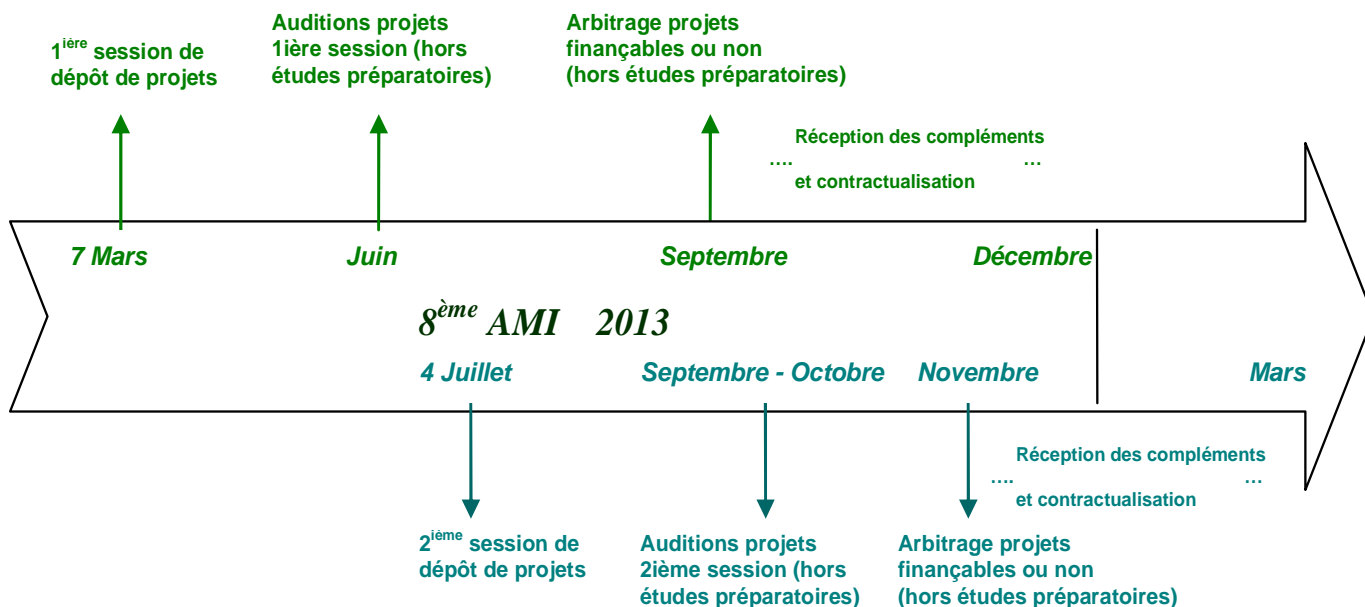 1ière session de
dépôt de projets
Auditions projets
1ière session (hors
études préparatoires)
Arbitrage projets
finançables ou non
(hors études préparatoires)
Réception des compléments
.... ...
et contractualisation
7 Mars
Juin
Septembre
Décembre
8ème AMI 2013
4 Juillet
Septembre - Octobre
Novembre
Mars
Réception des compléments
.... ...
et contractualisation
2ième session de
dépôt de projets
Auditions projets
2ième session (hors
études préparatoires)
Arbitrage projets
finançables ou non
(hors études préparatoires)